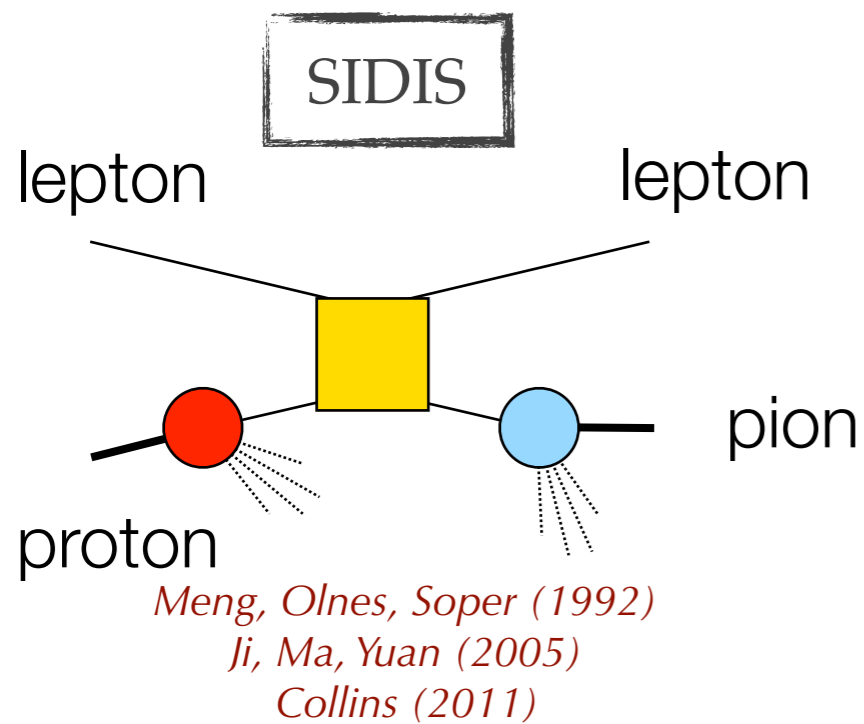 SIDIS
lepton
lepton
pion
proton
Meng, Olnes, Soper (1992)
Ji, Ma, Yuan (2005)
Collins (2011)